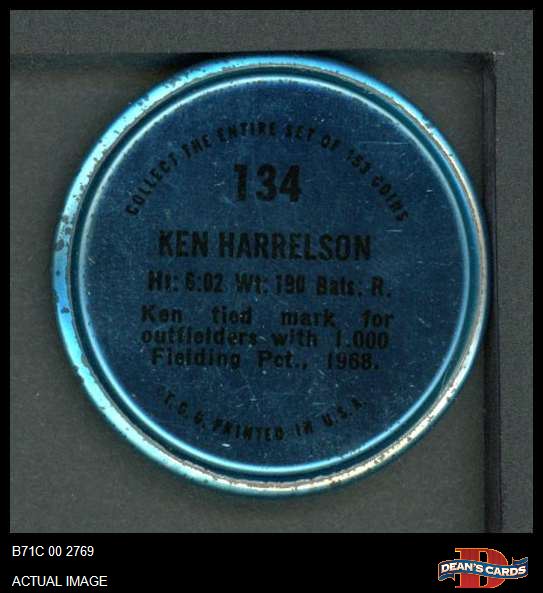 COLLECT THE ENTIRE SET OF 153 COINS
134
KEN HARRELSON
Ht: 6:02 Wt: 190 Bats: R.
Ken tied mark for
outfielders with 1.000
Fielding Pct., 1968.
T.C.G. PRINTED IN U.S.A.
B71C 00 2769
ACTUAL IMAGE
DEAN'S CARDS